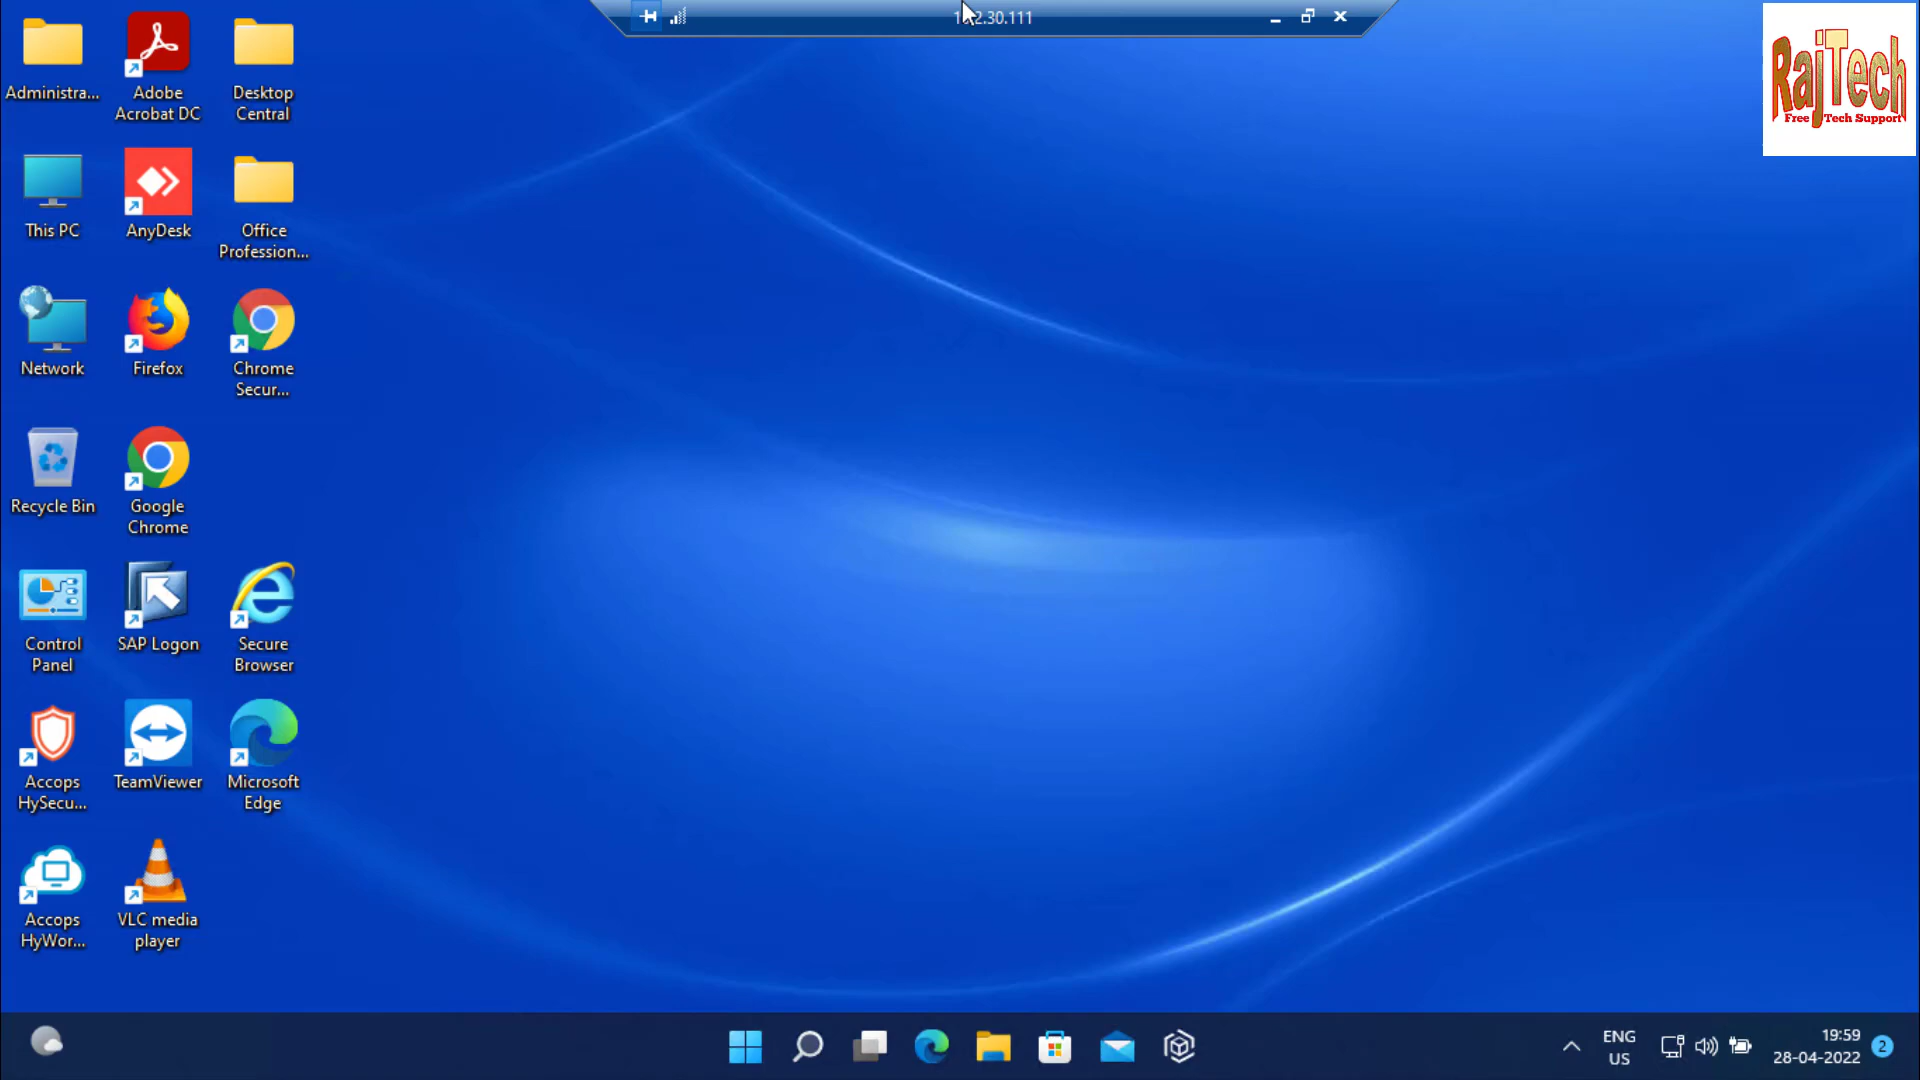 .30.111
RajTech
Free Tech Support
Administra...
Adobe
Acrobat DC
Desktop
Central
This PC
AnyDesk
Office
Profession...
Network
Firefox
Chrome
Secur...
Recycle Bin
Google
Chrome
Control
Panel
SAP Logon
Secure
Browser
Accops
HySecu...
TeamViewer
Microsoft
Edge
Accops
HyWor...
VLC media
player
ENG
US
19:59
28-04-2022
2